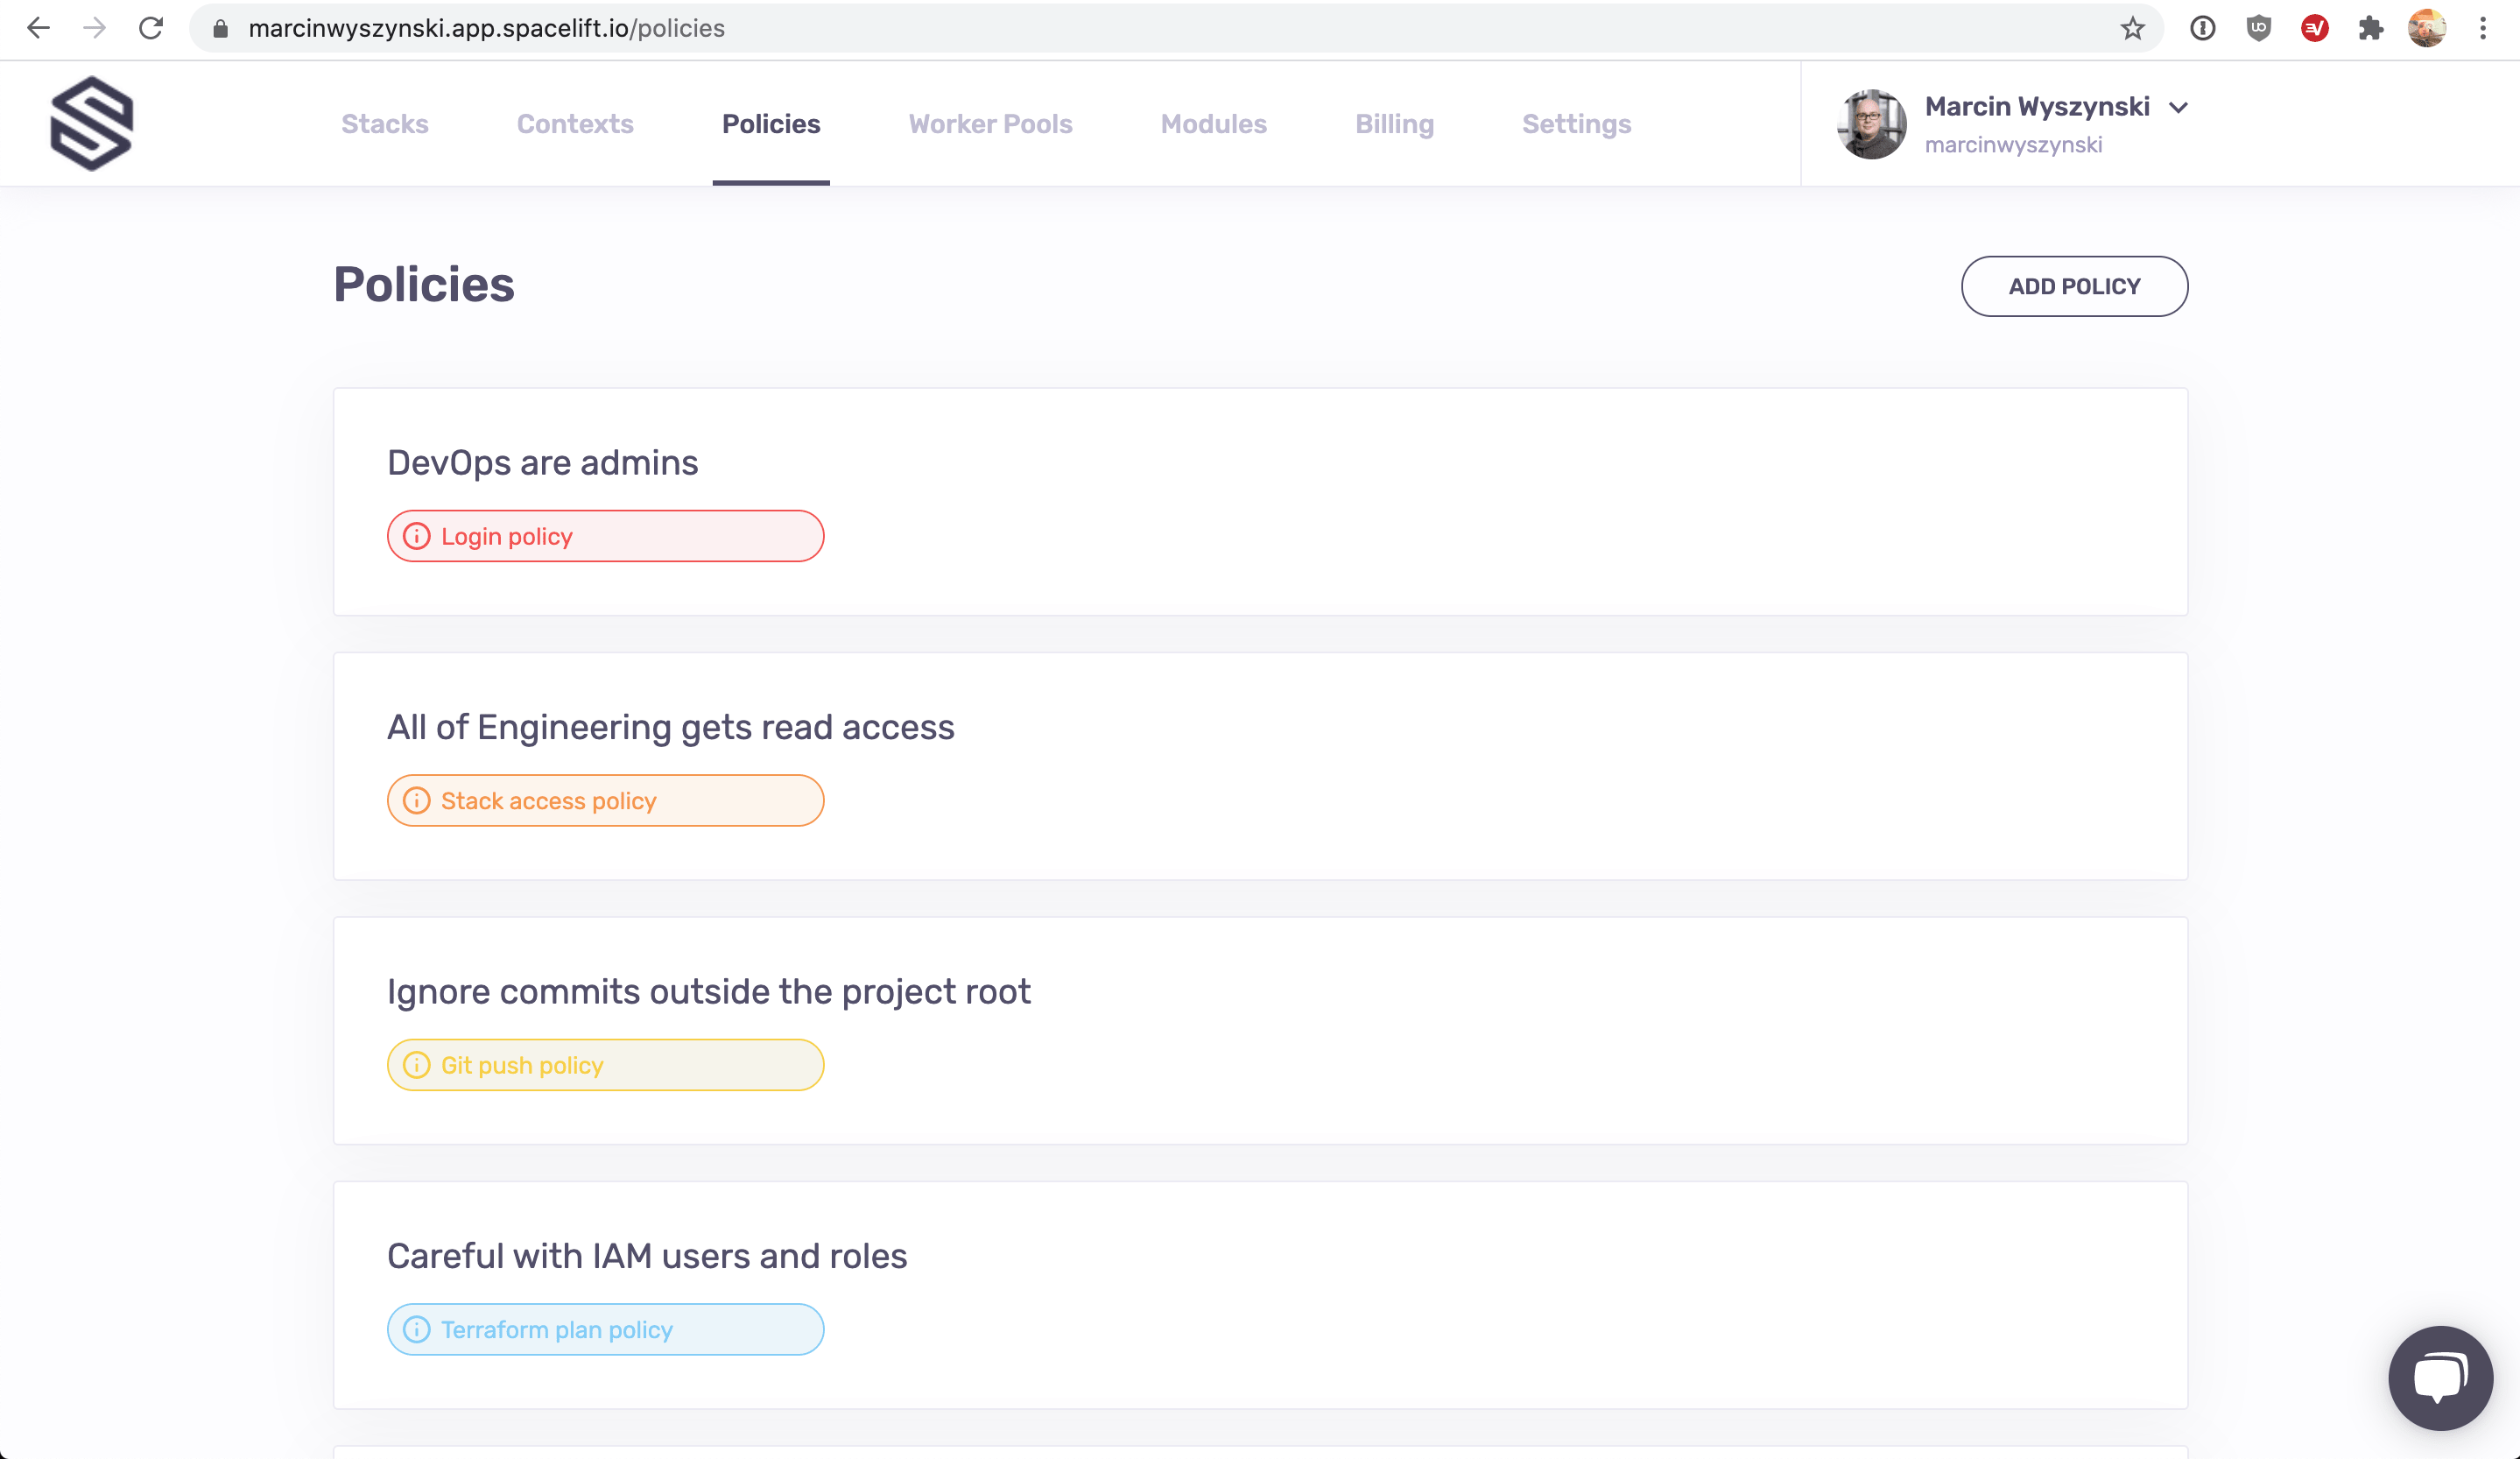 marcinwyszynski.app.spacelift.io/policies
Stacks Contexts Policies Worker Pools Modules Billing Settings
Marcin Wyszynski
marcinwyszynski
Policies
ADD POLICY
DevOps are admins
Login policy
All of Engineering gets read access
Stack access policy
Ignore commits outside the project root
Git push policy
Careful with IAM users and roles
Terraform plan policy